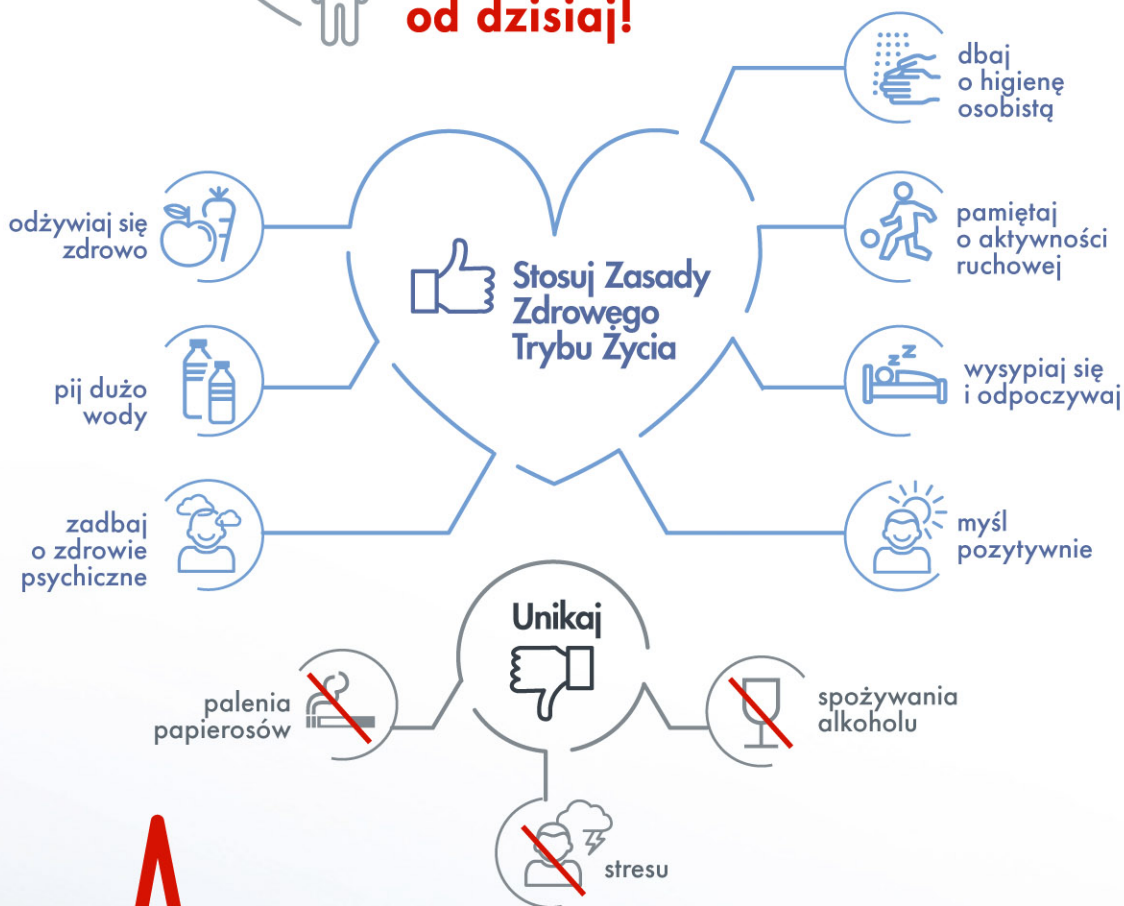 od dzisiaj!
dbaj
o higienę
osobistą
odżywiaj się
zdrowo
pamiętaj
o aktywności
ruchowej
Stosuj Zasady
Zdrowego
Trybu Życia
pij dużo
wody
wysypiaj się
i odpoczywaj
zadbaj
o zdrowie
psychiczne
myśl
pozytywnie
Unikaj
palenia
papierosów
spożywania
alkoholu
stresu